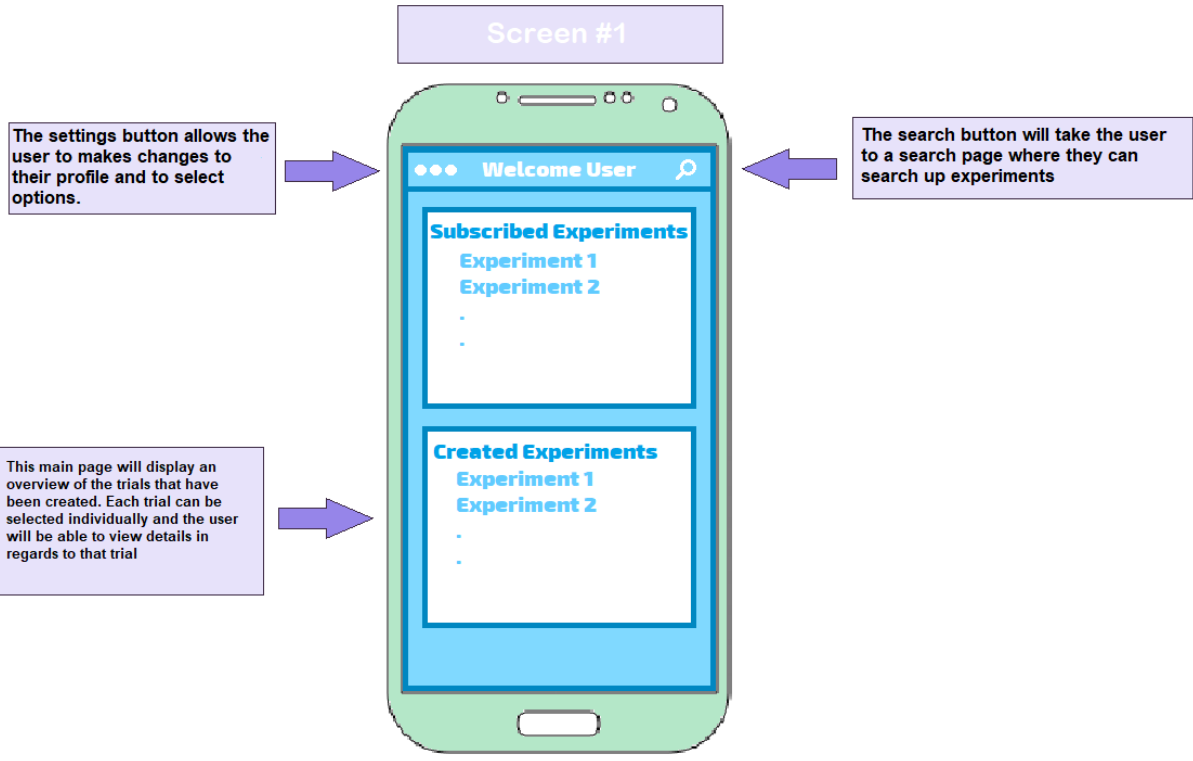 Screen #1
The settings button allows the
user to makes changes to
their profile and to select
options.
The search button will take the user
to a search page where they can
search up experiments
Welcome User
Subscribed Experiments
Experiment 1
Experiment 2
.
.
This main page will display an
overview of the trials that have
been created. Each trial can be
selected individually and the user
will be able to view details in
regards to that trial
Created Experiments
Experiment 1
Experiment 2
.
.